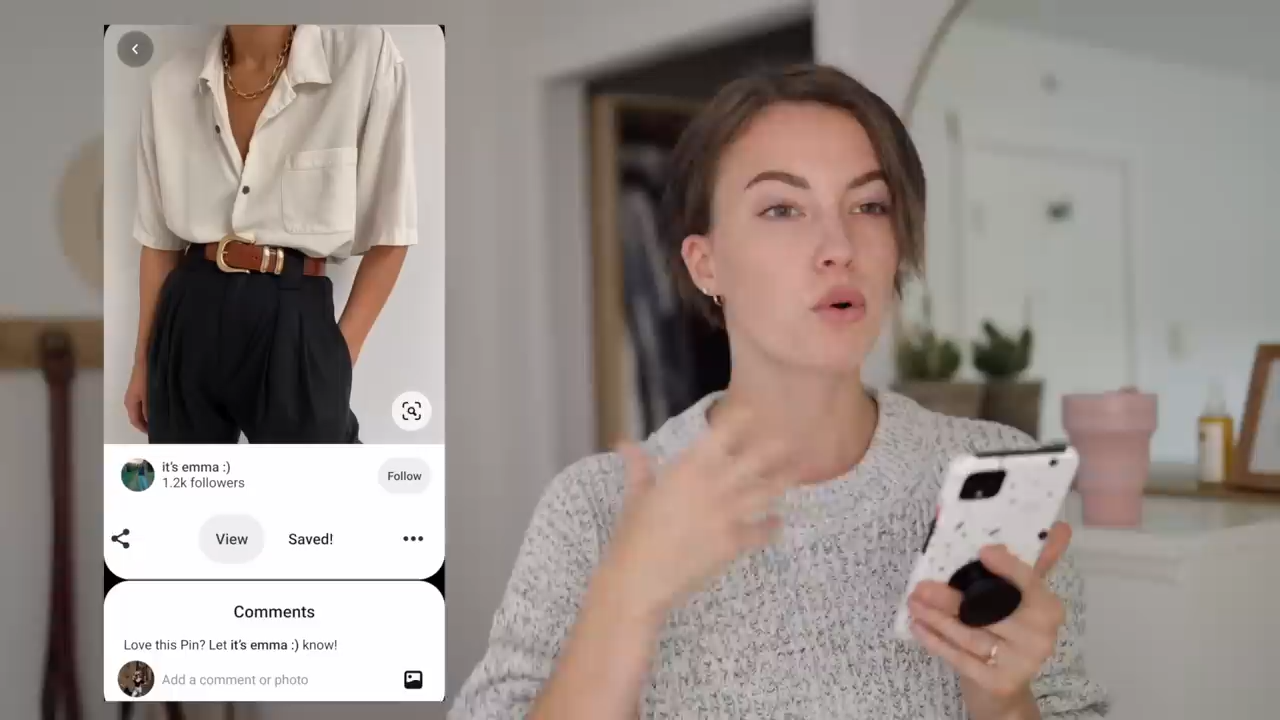 it's emma :)
1.2k followers
Follow
View
Saved!
Comments
Love this Pin? Let it's emma :) know!
Add a comment or photo